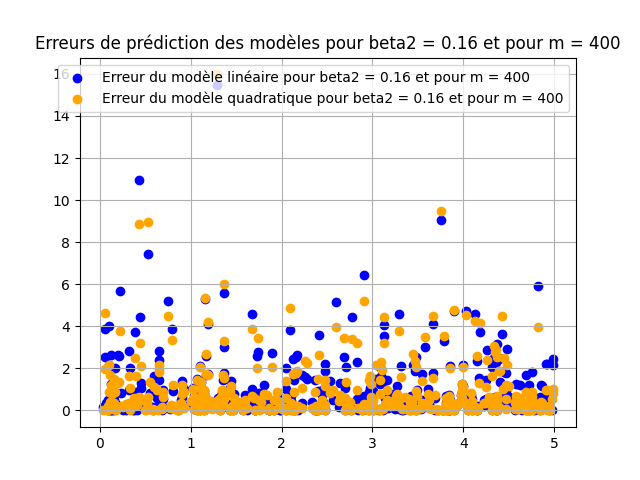 Erreurs de prédiction des modèles pour beta2 = 0.16 et pour m = 400
Erreur du modèle linéaire pour beta2 = 0.16 et pour m = 400
Erreur du modèle quadratique pour beta2 = 0.16 et pour m = 400
16
14
12
10
8
6
4
2
0
0 1 2 3 4 5